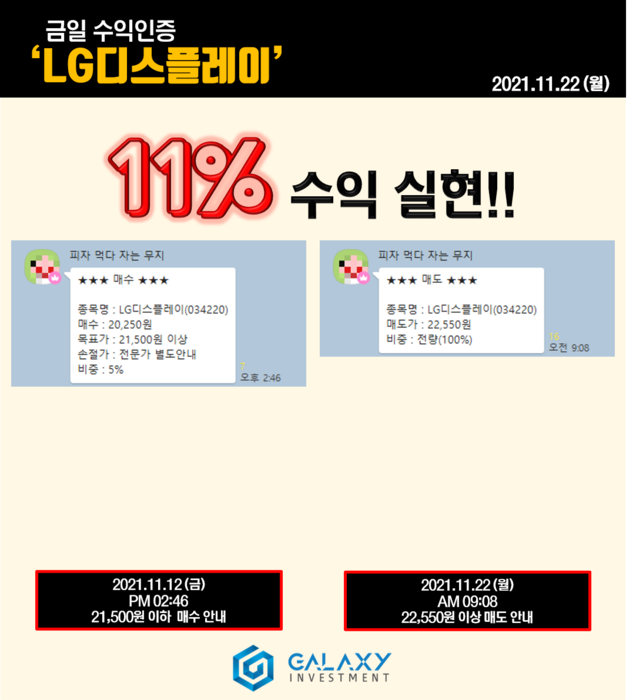 금일 수익인증
‘LG디스플레이’
2021.11.22 (월)
11% 수익 실현!!
피자 먹다 자는 무지
★★★ 매수 ★★★
종목명 : LG디스플레이(034220)
매수 : 20,250원
목표가 : 21,500원 이상
손절가 : 전문가 별도안내
비중 : 5%
7
오후 2:46
피자 먹다 자는 무지
★★★ 매도 ★★★
종목명 : LG디스플레이(034220)
매도가 : 22,550원
비중 : 전량(100%)
16
오전 9:08
2021.11.12 (금)
PM 02:46
21,500원 이하 매수 안내
2021.11.22 (월)
AM 09:08
22,550원 이상 매도 안내
GALAXY
INVESTMENT